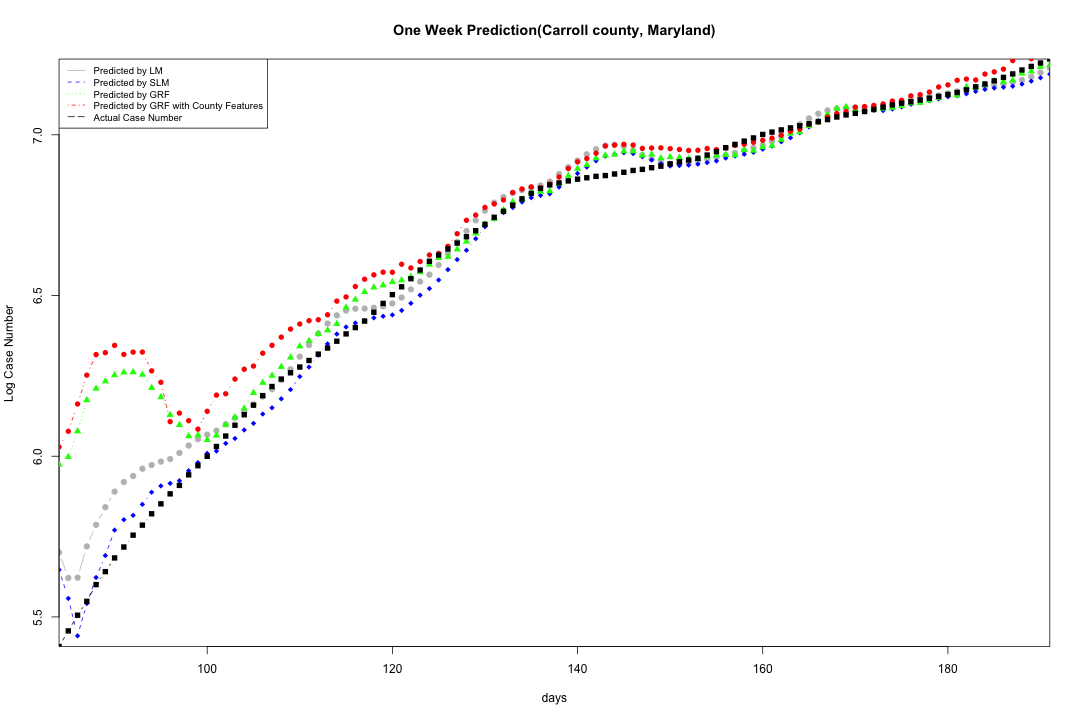 One Week Prediction(Carroll county, Maryland)
Predicted by LM
Predicted by SLM
Predicted by GRF
Predicted by GRF with County Features
Actual Case Number
7.0
6.5
6.0
5.5
Log Case Number
100 120 140 160 180
days